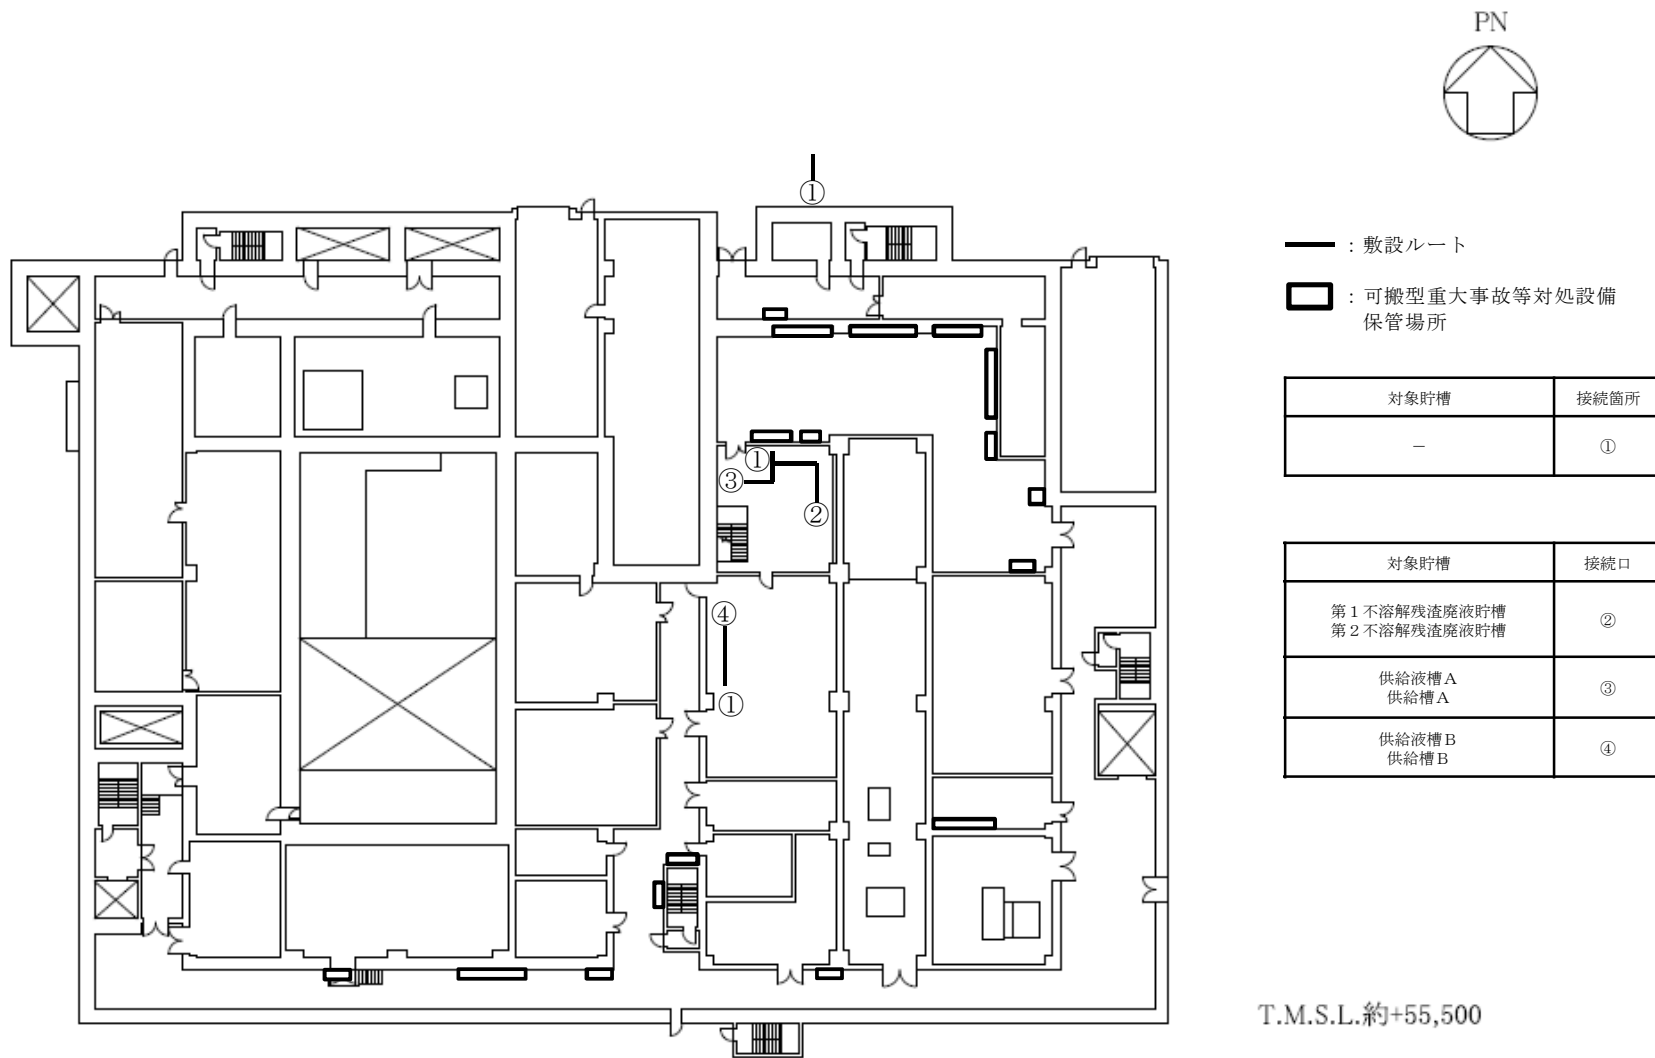 PN
①
：敷設ルート
：可搬型重大事故等対処設備
保管場所
対象貯槽 接続箇所
－ ①
①
③
②
対象貯槽 接続口
第１不溶解残渣廃液貯槽
第２不溶解残渣廃液貯槽
②
④
供給液槽Ａ
供給槽Ａ
③
①
供給液槽Ｂ
供給槽Ｂ
④
T.M.S.L.約+55,500